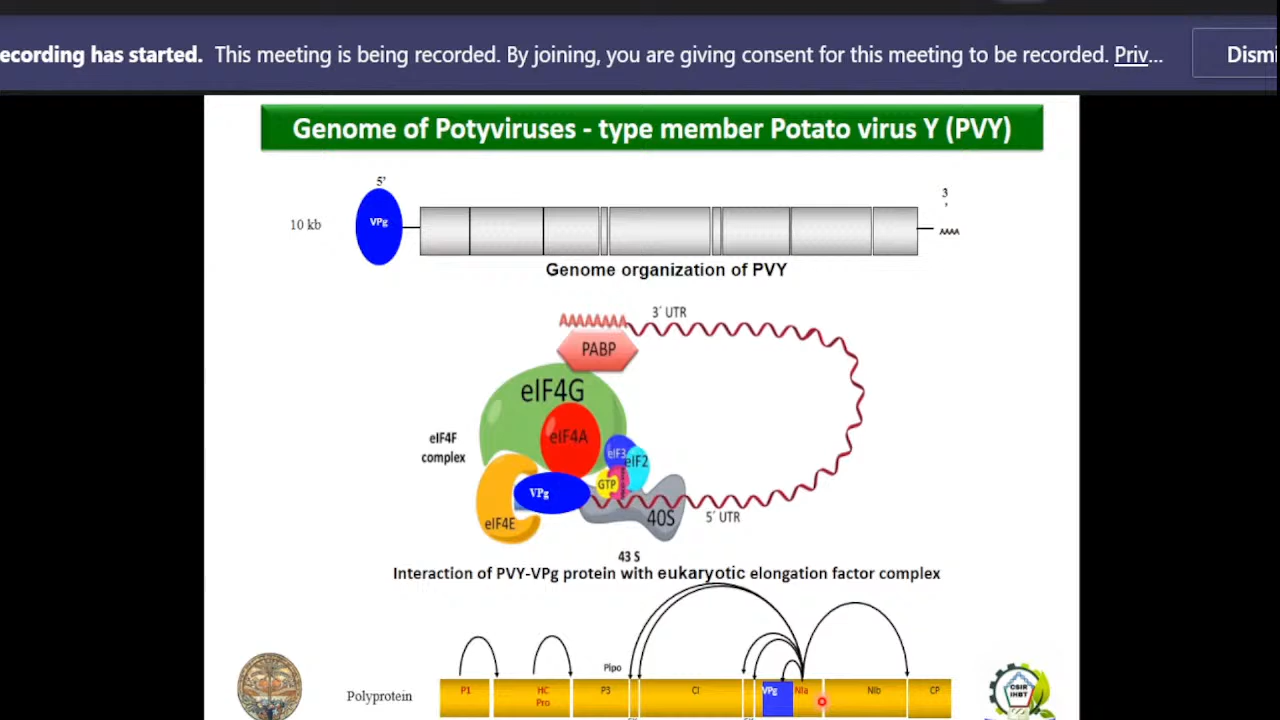 ecording has started. This meeting is being recorded. By joining, you are giving consent for this meeting to be recorded. Priv...
Dismi
Genome of Potyviruses - type member Potato virus Y (PVY)
5'
3
'
10 kb
VPg
AAAA
Genome organization of PVY
AAAAAAAA
3´ UTR
PABP
eIF4G
eIF4A
eIF4F
complex
eIF3
eIF2
GTP
VPg
eIF4E
40S
5´ UTR
43 S
Interaction of PVY-VPg protein with eukaryotic elongation factor complex
Pipo
Polyprotein
P1
HC
Pro
P3
CI
VPg
NIa
NIb
CP
CSIR
IHBT